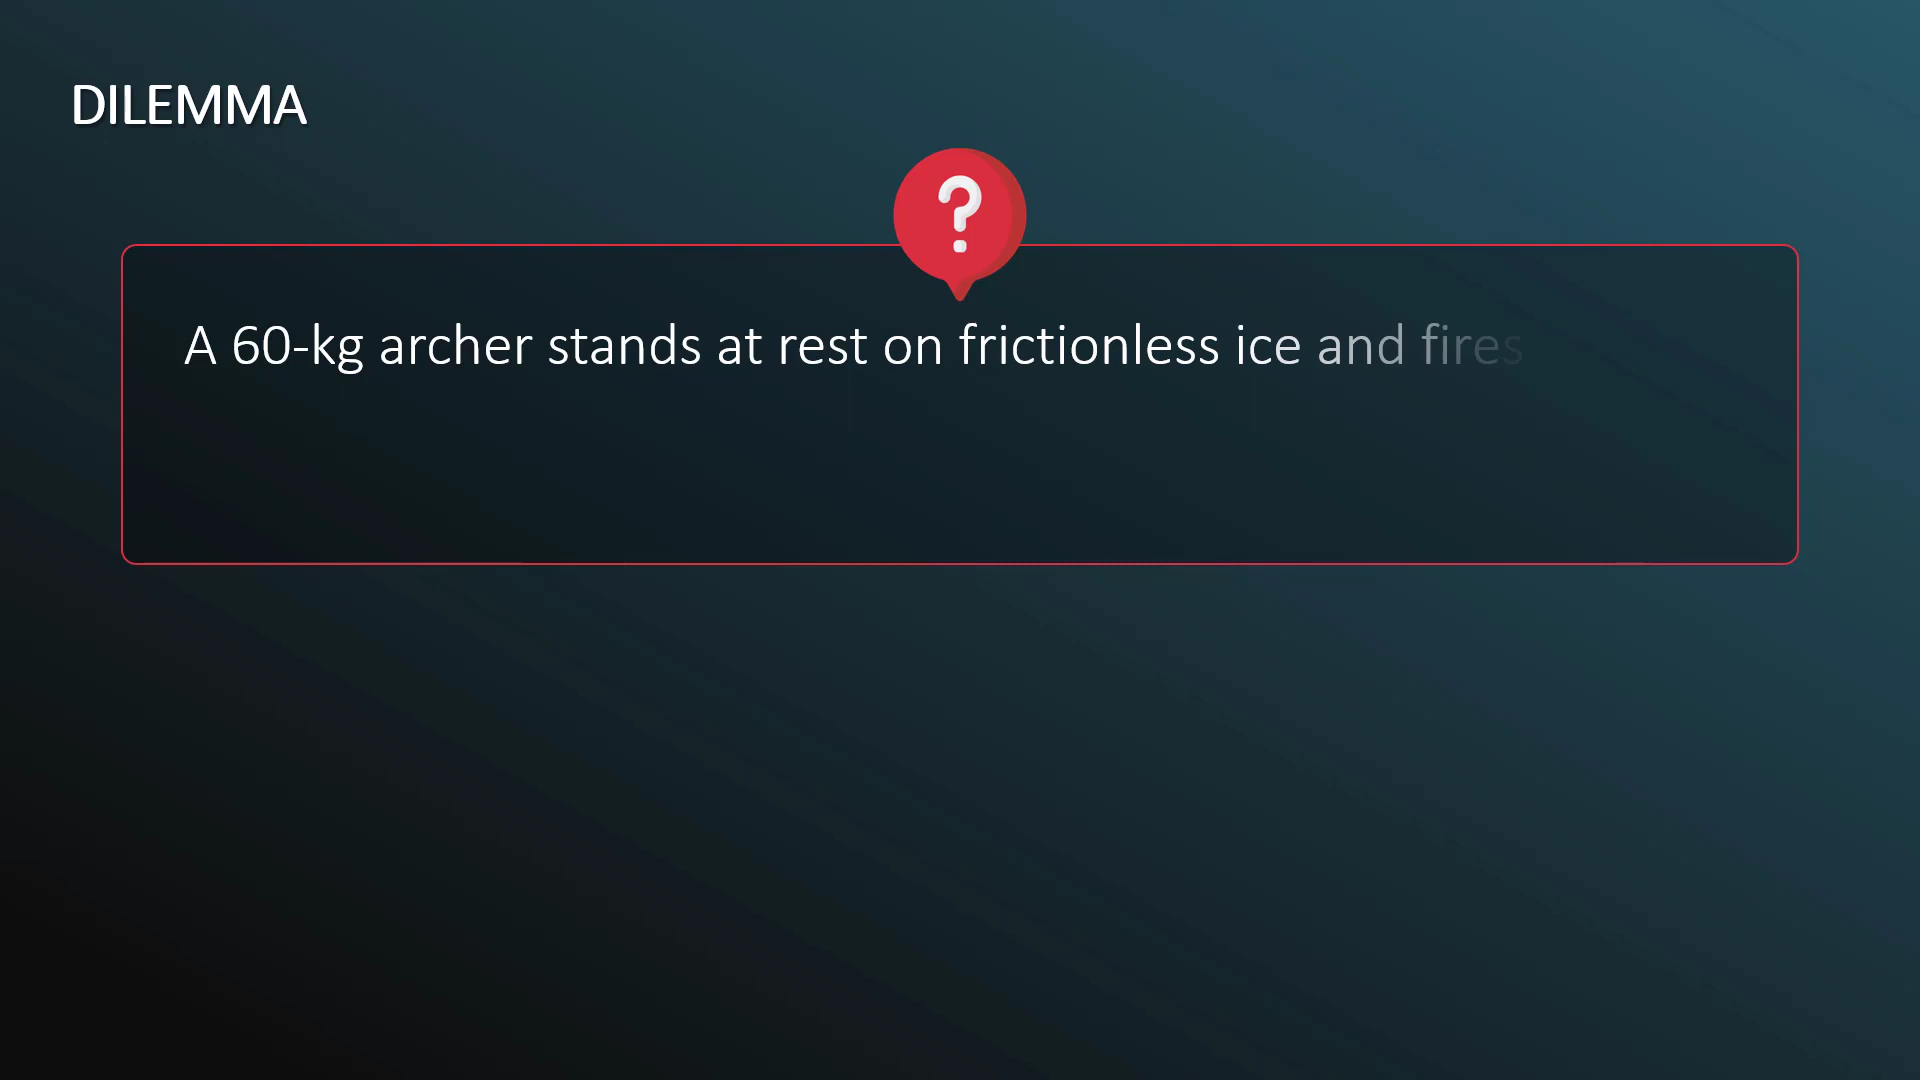 DILEMMA
?
A 60-kg archer stands at rest on frictionless ice and fires